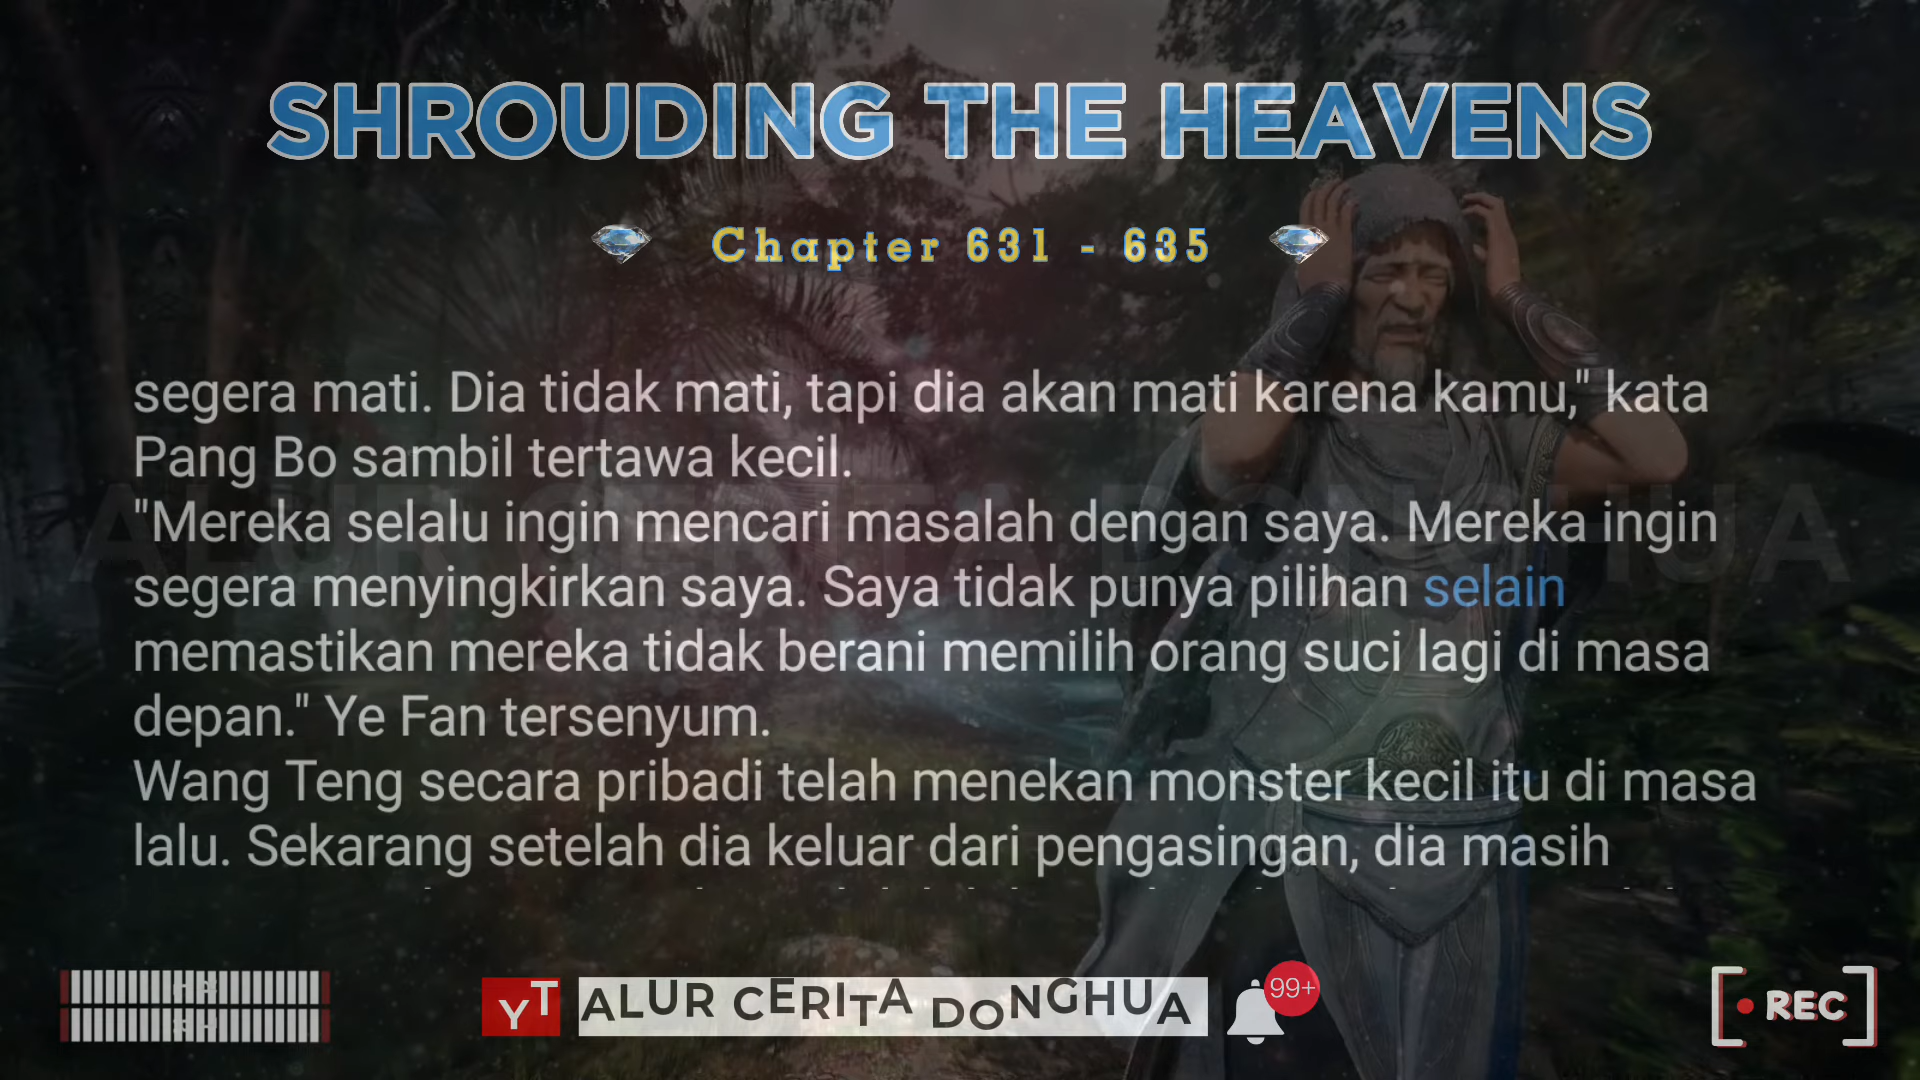 SHROUDING THE HEAVENS
Chapter 631 - 635
segera mati. Dia tidak mati, tapi dia akan mati karena kamu," kata
Pang Bo sambil tertawa kecil.
"Mereka selalu ingin mencari masalah dengan saya. Mereka ingin
segera menyingkirkan saya. Saya tidak punya pilihan selain
memastikan mereka tidak berani memilih orang suci lagi di masa
depan." Ye Fan tersenyum.
Wang Teng secara pribadi telah menekan monster kecil itu di masa
lalu. Sekarang setelah dia keluar dari pengasingan, dia masih
ALUR CERITA DONGHUA
YT ALUR CERITA DONGHUA 99+
REC